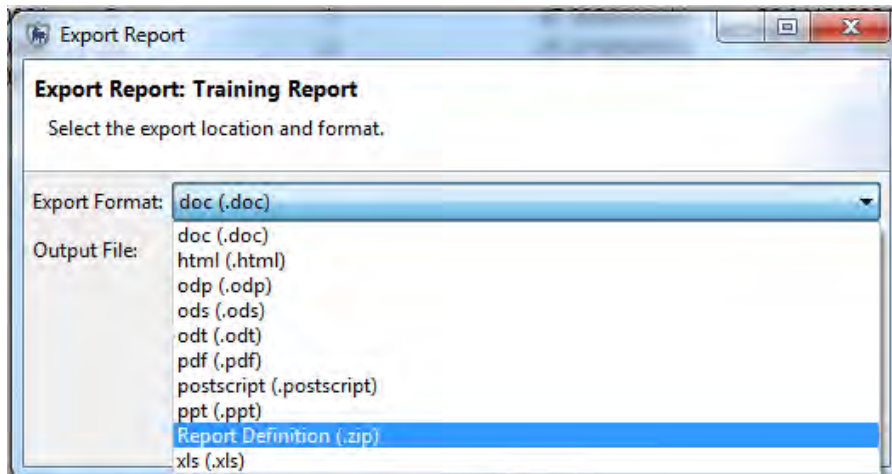 Export Report
Export Report: Training Report
Select the export location and format.
Export Format: doc (.doc)
Output File:
doc (.doc)
html (.html)
odp (.odp)
ods (.ods)
odt (.odt)
pdf (.pdf)
postscript (.postscript)
ppt (.ppt)
Report Definition (.zip)
xls (.xls)